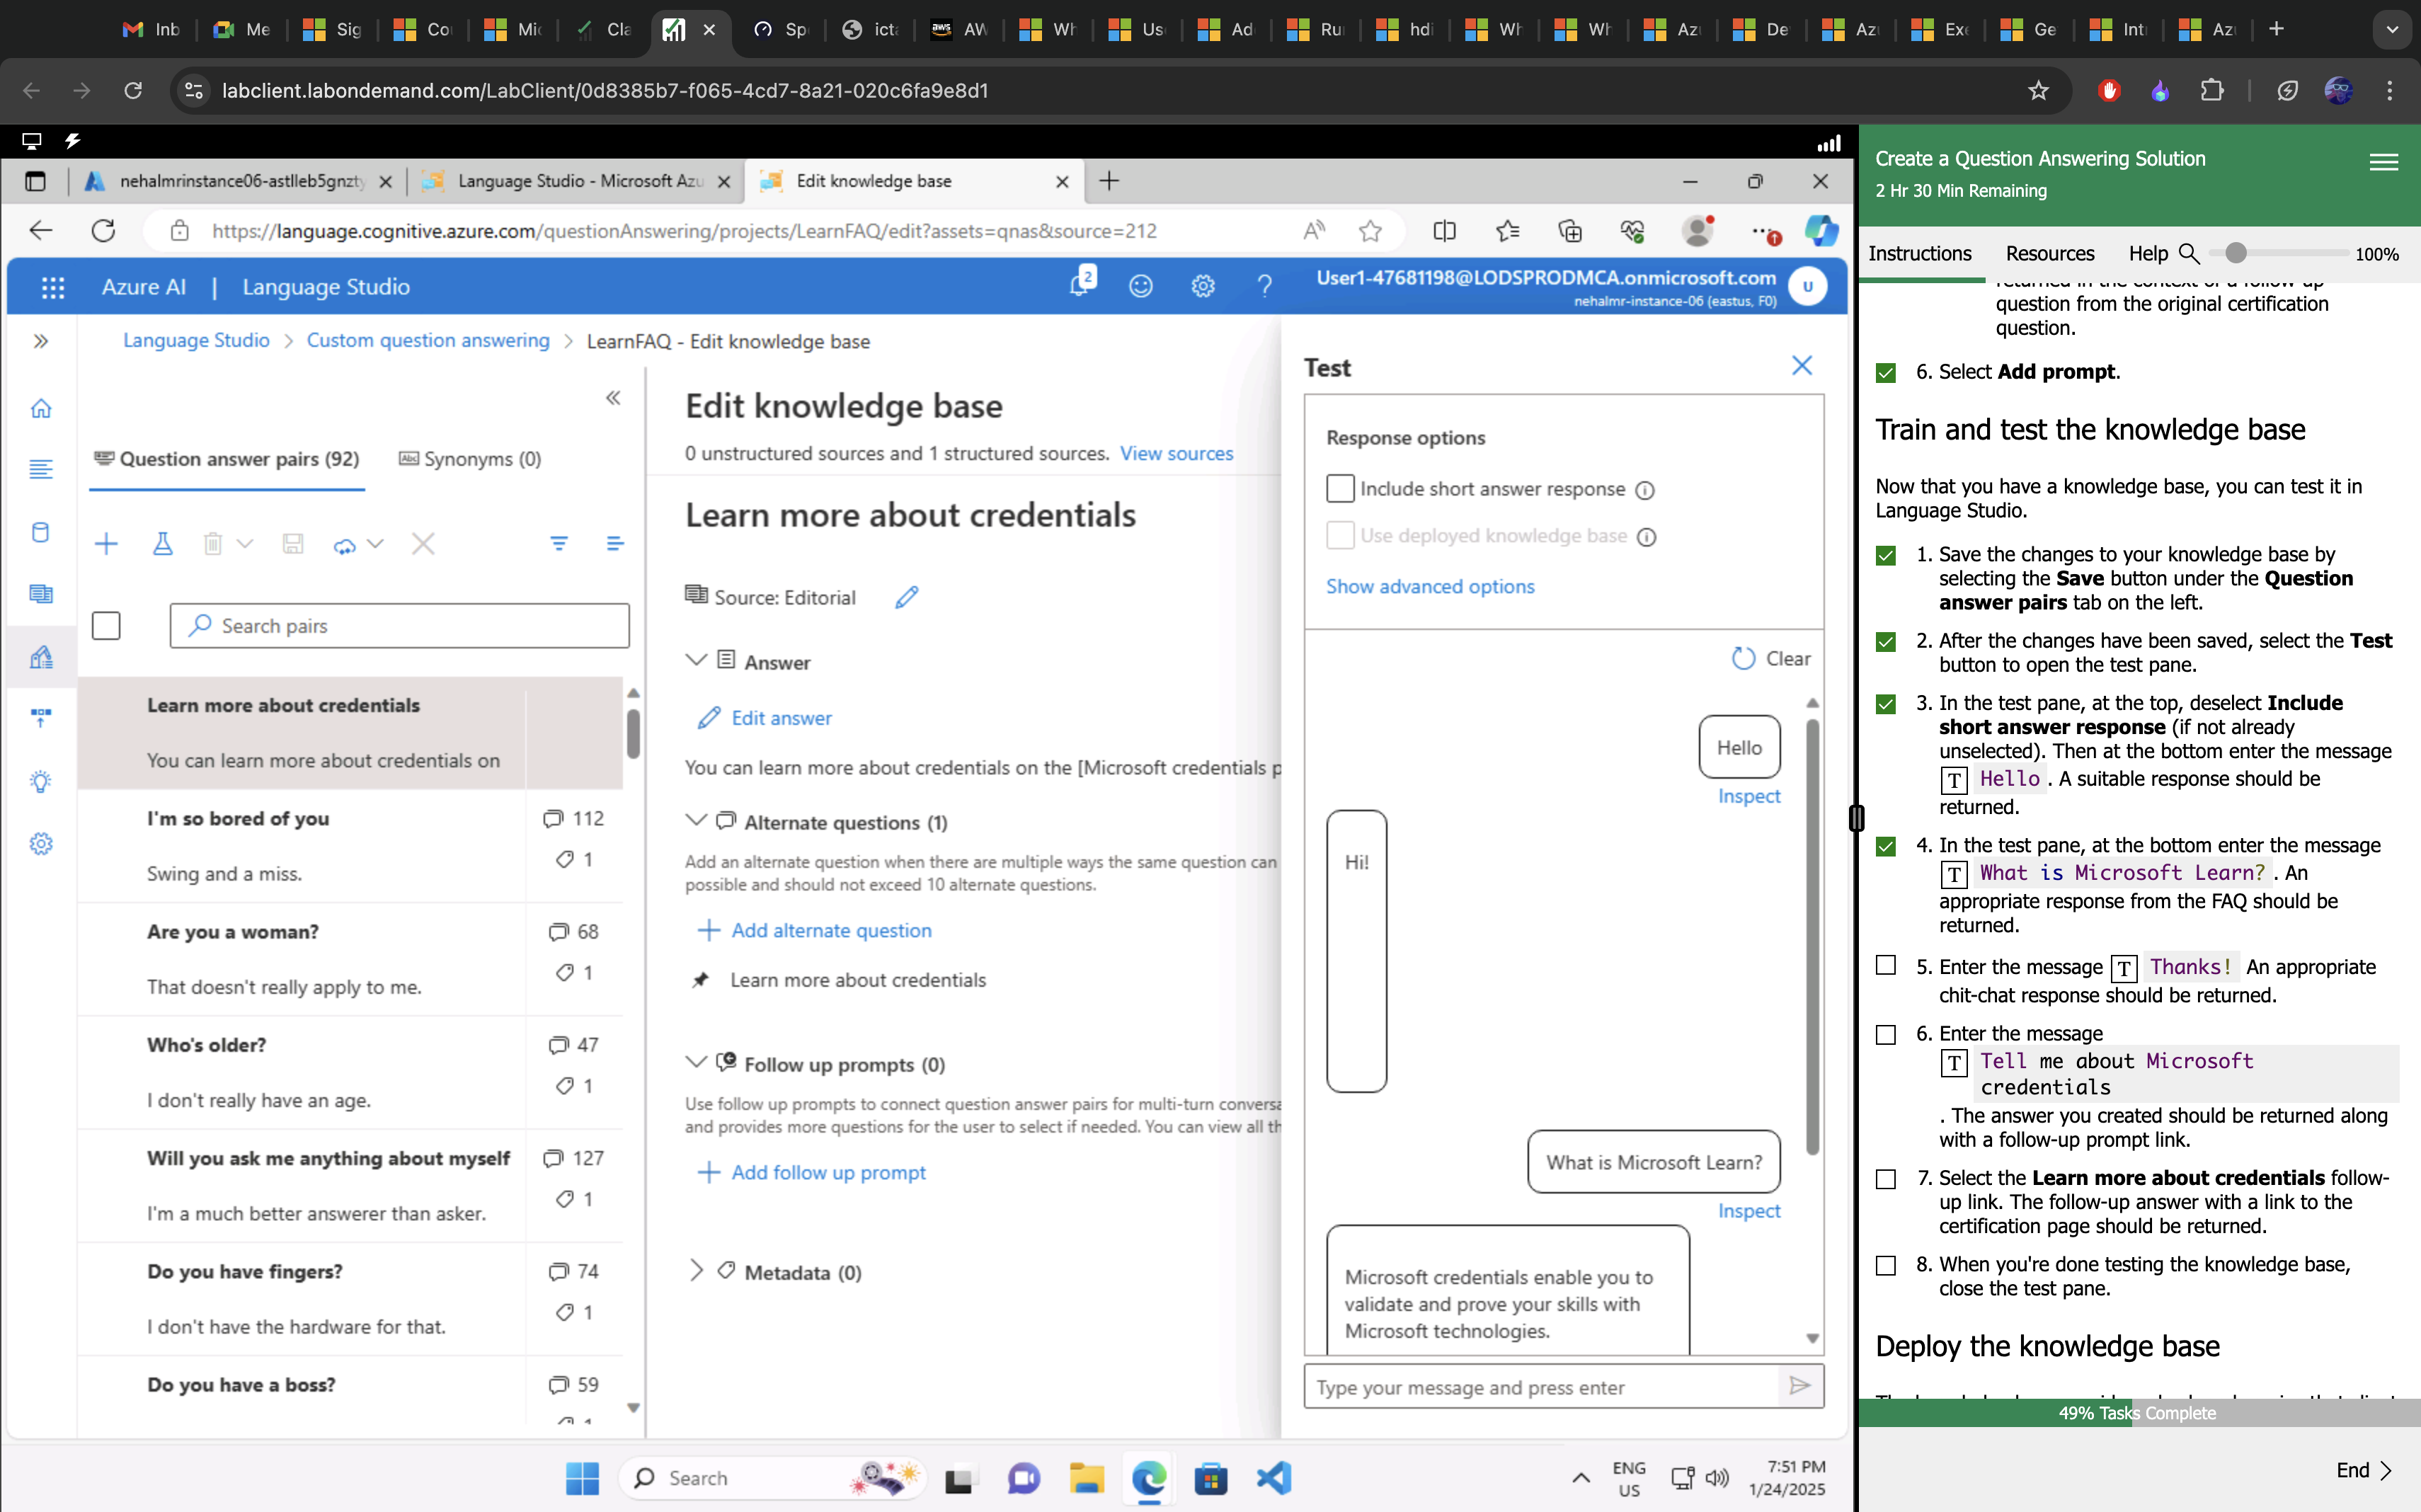 Inb
Me
Sig
Co
Mic
Cla
Sp
icta
aws
AW
Wh
Us
Ad
Ru
hdi
Wh
Wh
Az
De
Az
Exe
Ge
Int
Az
labclient.labondemand.com/LabClient/0d8385b7-f065-4cd7-8a21-020c6fa9e8d1
nehalmrinstance06-astlleb5gnzty
Language Studio - Microsoft Azu
Edit knowledge base
https://language.cognitive.azure.com/questionAnswering/projects/LearnFAQ/edit?assets=qnas&source=212
Azure AI | Language Studio
2
User1-47681198@LODSPRODMCA.onmicrosoft.com
nehalmr-instance-06 (eastus, F0)
U
Language Studio > Custom question answering > LearnFAQ - Edit knowledge base
Question answer pairs (92)
Abc Synonyms (0)
Search pairs
Learn more about credentials
You can learn more about credentials on
I'm so bored of you
112
Swing and a miss.
1
Are you a woman?
68
That doesn't really apply to me.
1
Who's older?
47
I don't really have an age.
1
Will you ask me anything about myself
127
I'm a much better answerer than asker.
1
Do you have fingers?
74
I don't have the hardware for that.
1
Do you have a boss?
59
Edit knowledge base
0 unstructured sources and 1 structured sources. View sources
Learn more about credentials
Source: Editorial
Answer
Edit answer
You can learn more about credentials on the [Microsoft credentials p
Alternate questions (1)
Add an alternate question when there are multiple ways the same question can
possible and should not exceed 10 alternate questions.
Add alternate question
Learn more about credentials
Follow up prompts (0)
Use follow up prompts to connect question answer pairs for multi-turn conversa
and provides more questions for the user to select if needed. You can view all th
Add follow up prompt
Metadata (0)
Test
Response options
Include short answer response
Use deployed knowledge base
Show advanced options
Clear
Hello
Inspect
Hi!
What is Microsoft Learn?
Inspect
Microsoft credentials enable you to
validate and prove your skills with
Microsoft technologies.
Type your message and press enter
Search
ENG
US
7:51 PM
1/24/2025
Create a Question Answering Solution
2 Hr 30 Min Remaining
Instructions
Resources
Help
100%
returned in the context of a follow-up
question from the original certification
question.
6. Select Add prompt.
Train and test the knowledge base
Now that you have a knowledge base, you can test it in
Language Studio.
1. Save the changes to your knowledge base by
selecting the Save button under the Question
answer pairs tab on the left.
2. After the changes have been saved, select the Test
button to open the test pane.
3. In the test pane, at the top, deselect Include
short answer response (if not already
unselected). Then at the bottom enter the message
T Hello . A suitable response should be
returned.
4. In the test pane, at the bottom enter the message
T What is Microsoft Learn? . An
appropriate response from the FAQ should be
returned.
5. Enter the message T Thanks! An appropriate
chit-chat response should be returned.
6. Enter the message
T Tell me about Microsoft
credentials
. The answer you created should be returned along
with a follow-up prompt link.
7. Select the Learn more about credentials follow-
up link. The follow-up answer with a link to the
certification page should be returned.
8. When you're done testing the knowledge base,
close the test pane.
Deploy the knowledge base
49% Tasks Complete
End